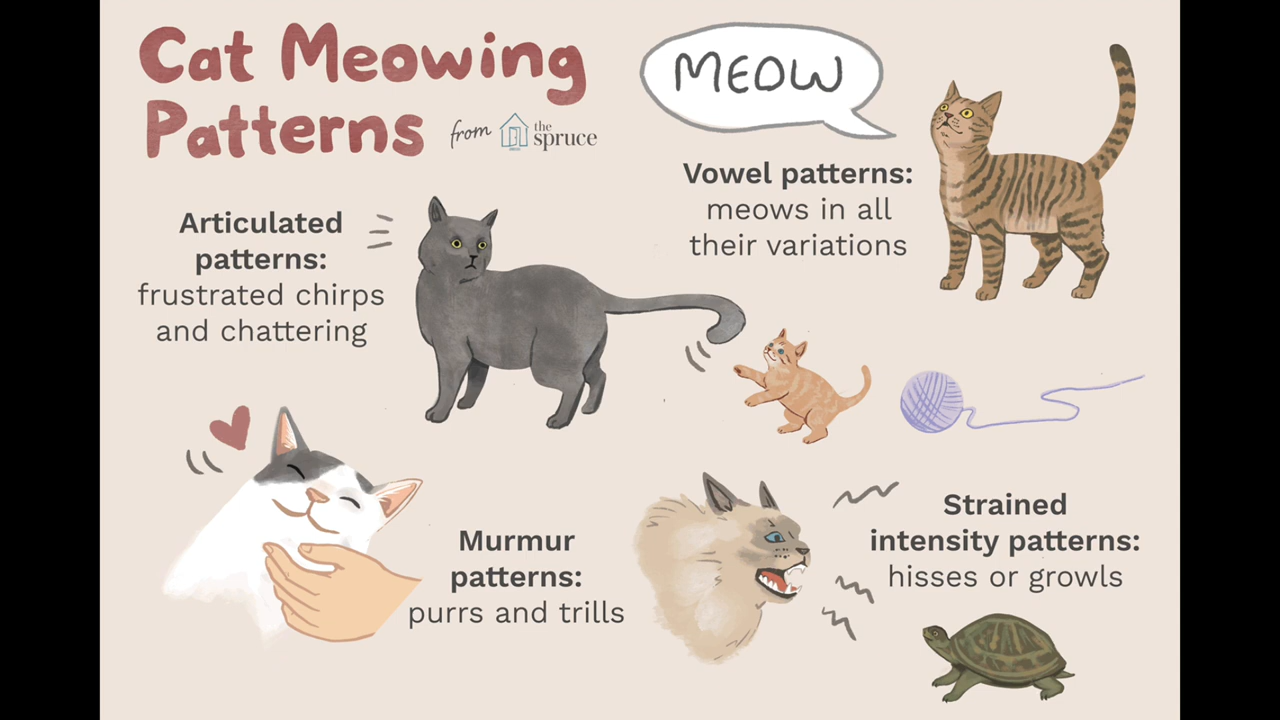 Cat Meowing
Patterns
from the spruce
MEOW
Vowel patterns:
meows in all
their variations
Articulated
patterns:
frustrated chirps
and chattering
Murmur
patterns:
purrs and trills
Strained
intensity patterns:
hisses or growls